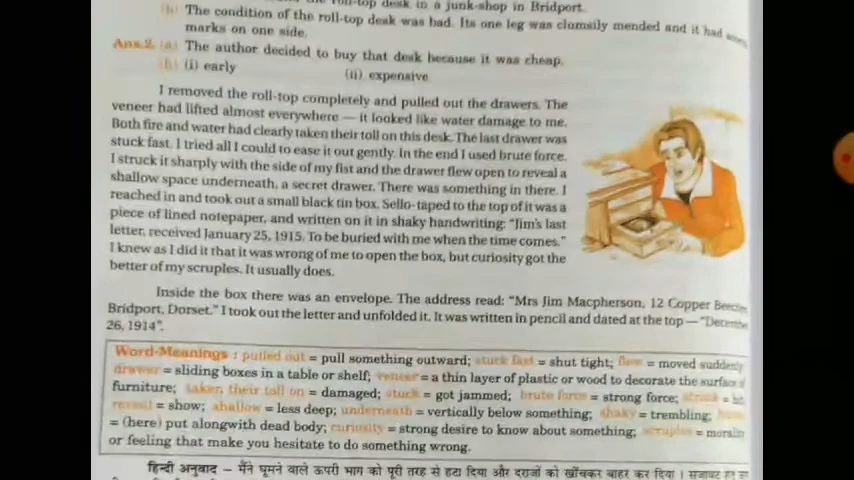 the roll-top desk in a junk-shop in Bridport.
(b) The condition of the roll-top desk was bad. Its one leg was clumsily mended and it had
marks on one side.
Ans.2. (a) The author decided to buy that desk because it was cheap.
(b) (i) early (ii) expensive
I removed the roll-top completely and pulled out the drawers. The
veneer had lifted almost everywhere — it looked like water damage to me.
Both fire and water had clearly taken their toll on this desk. The last drawer was
stuck fast. I tried all I could to ease it out gently. In the end I used brute force.
I struck it sharply with the side of my fist and the drawer flew open to reveal a
shallow space underneath, a secret drawer. There was something in there. I
reached in and took out a small black tin box. Sello-taped to the top of it was a
piece of lined notepaper, and written on it in shaky handwriting: “Jim's last
letter, received January 25, 1915. To be buried with me when the time comes.”
I knew as I did it that it was wrong of me to open the box, but curiosity got the
better of my scruples. It usually does.
Inside the box there was an envelope. The address read: “Mrs Jim Macpherson, 12 Copper
Bridport, Dorset.” I took out the letter and unfolded it. It was written in pencil and dated at the top —
26, 1914”.
Word-Meanings : pulled out = pull something outward; stuck fast = shut tight; flew = moved suddenly
drawer = sliding boxes in a table or shelf; veneer = a thin layer of plastic or wood to decorate the surface
furniture; taken their toll on = damaged; stuck = got jammed; brute force = strong force; struck =
reveal = show; shallow = less deep; underneath = vertically below something; shaky = trembling;
= (here) put alongwith dead body; curiosity = strong desire to know about something; scruples =
or feeling that make you hesitate to do something wrong.
हिन्दी अनुवाद – मैंने घूमने वाले ऊपरी भाग को पूरी तरह से हटा दिया और दराजों को खींचकर बाहर कर दिया।